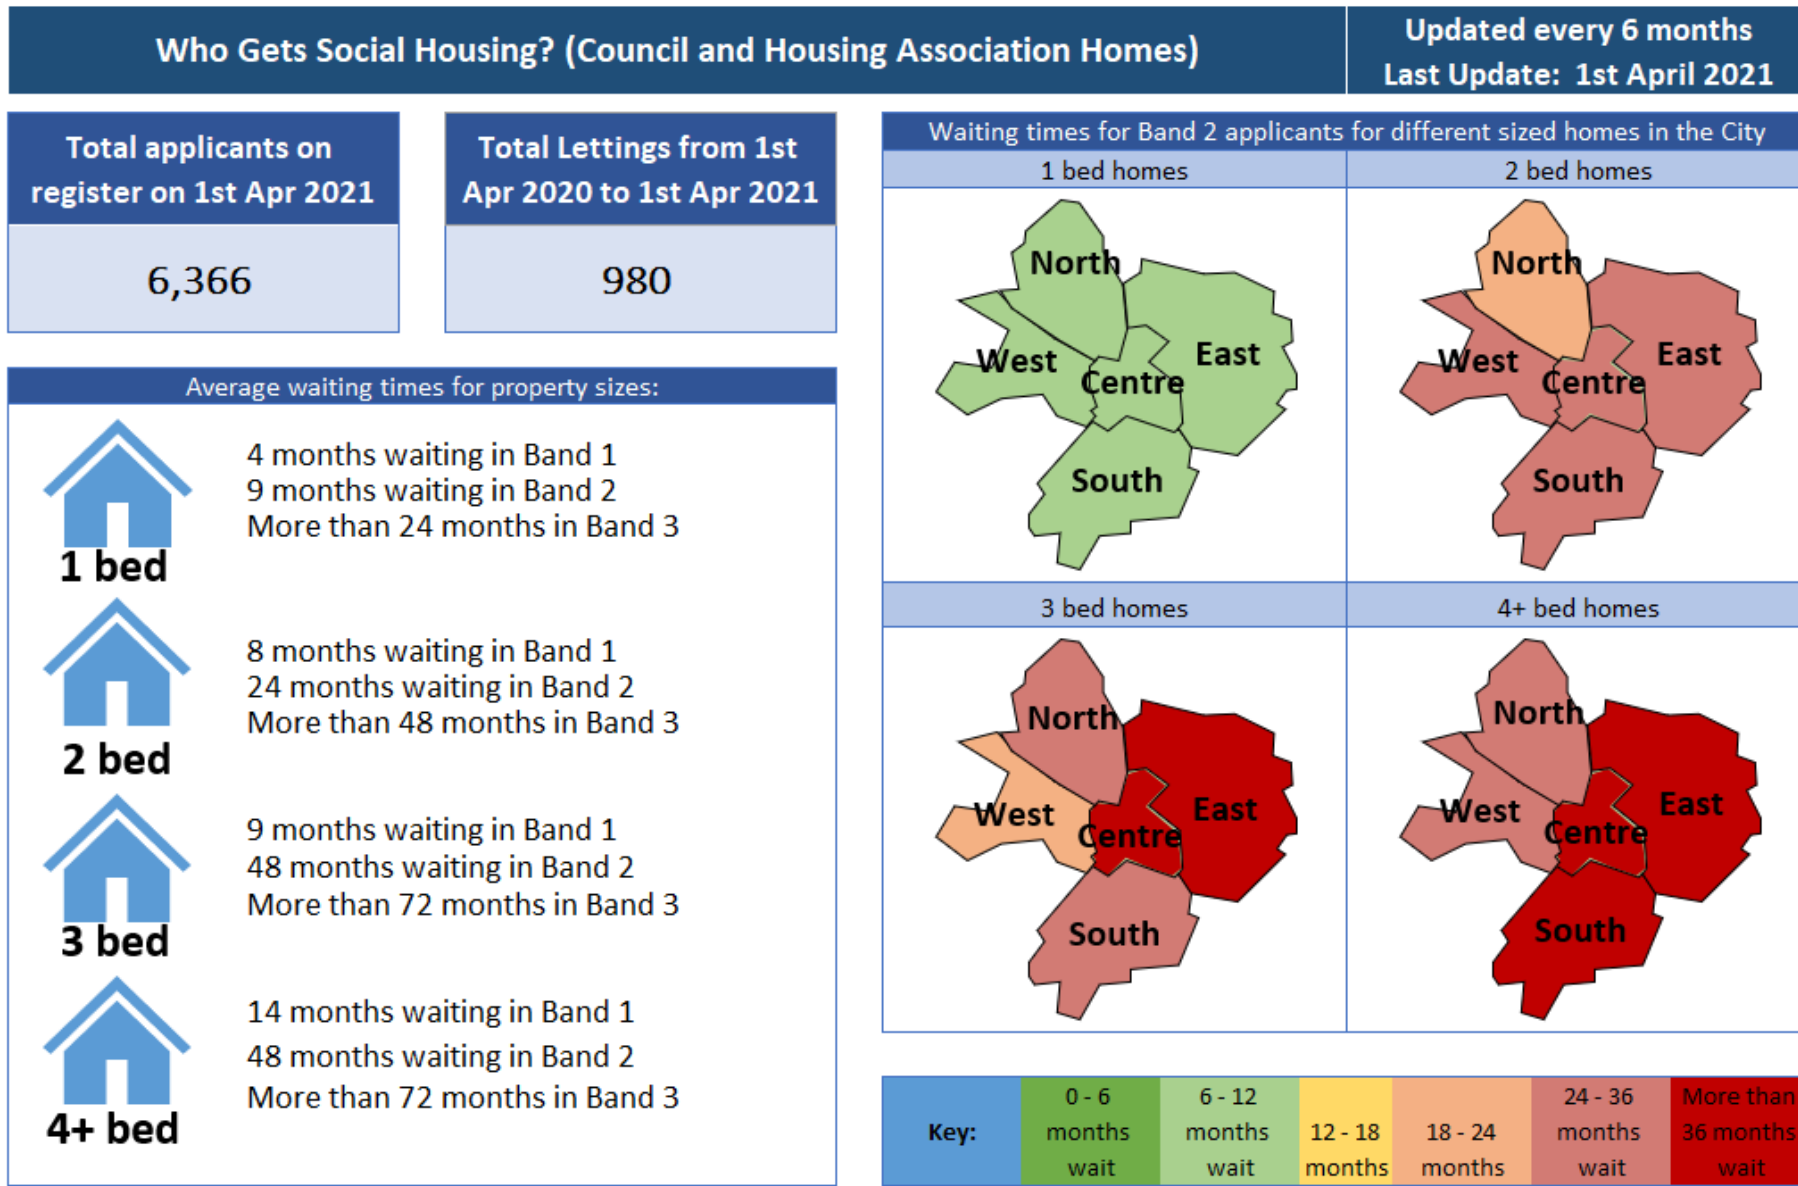 Who Gets Social Housing? (Council and Housing Association Homes)
Updated every 6 months
Last Update:  1st April 2021
Total applicants on
register on 1st Apr 2021
6,366
Total Lettings from 1st
Apr 2020 to 1st Apr 2021
980
Average waiting times for property sizes:
1 bed
4 months waiting in Band 1
9 months waiting in Band 2
More than 24 months in Band 3
2 bed
8 months waiting in Band 1
24 months waiting in Band 2
More than 48 months in Band 3
3 bed
9 months waiting in Band 1
48 months waiting in Band 2
More than 72 months in Band 3
4+ bed
14 months waiting in Band 1
48 months waiting in Band 2
More than 72 months in Band 3
Waiting times for Band 2 applicants for different sized homes in the City
1 bed homes
North
West
Centre
East
South
2 bed homes
North
West
Centre
East
South
3 bed homes
North
West
Centre
East
South
4+ bed homes
North
West
Centre
East
South
Key:
0 - 6
months
wait
6 - 12
months
wait
12 - 18
months
18 - 24
months
24 - 36
months
wait
More than
36 months
wait